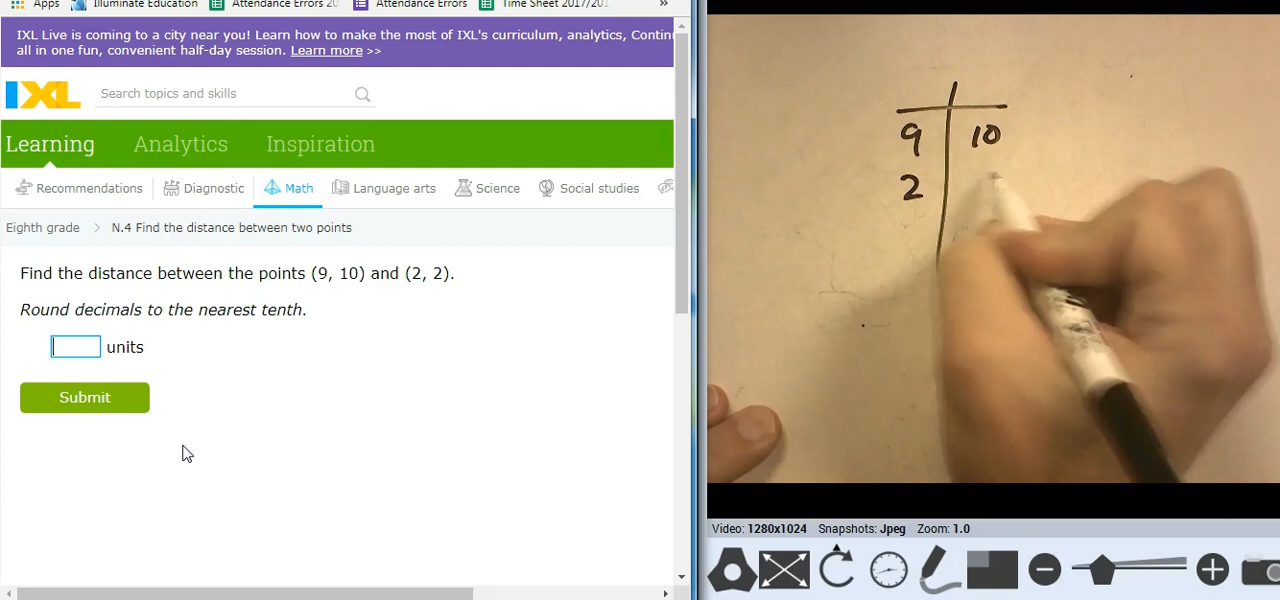 Apps Illuminate Education Attendance Errors 20 Attendance Errors Time Sheet 2017/201 »
IXL Live is coming to a city near you! Learn how to make the most of IXL's curriculum, analytics, Contin
all in one fun, convenient half-day session. Learn more >>
IXL Search topics and skills
Learning Analytics Inspiration
Recommendations Diagnostic Math Language arts Science Social studies
Eighth grade > N.4 Find the distance between two points
Find the distance between the points (9, 10) and (2, 2).
Round decimals to the nearest tenth.
units
Submit
9 10
2
Video: 1280x1024 Snapshots: Jpeg Zoom: 1.0